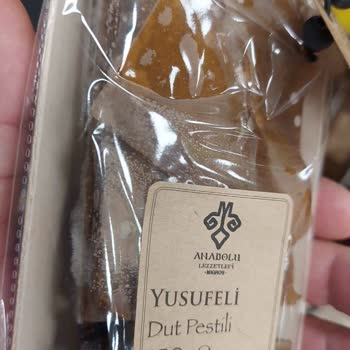 ANADOLU
LEZZETLERİ
YUSUFELİ
Dut Pestili